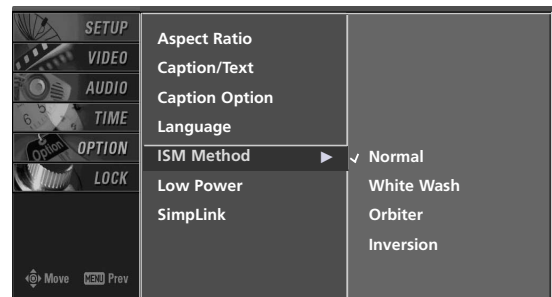 SETUP
VIDEO
AUDIO
TIME
OPTION
LOCK
Move MENU Prev
Aspect Ratio
Caption/Text
Caption Option
Language
ISM Method ►
Low Power
SimpLink
✓ Normal
White Wash
Orbiter
Inversion